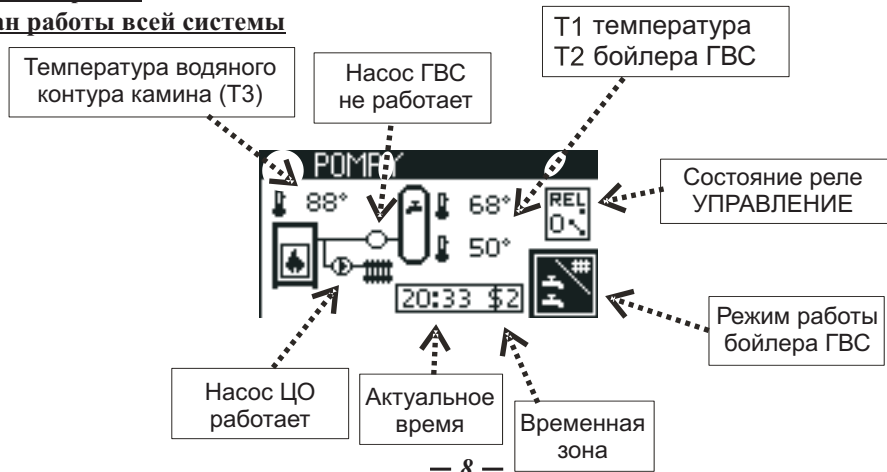 ан работы всей системы
Т1 температура
Т2 бойлера ГВС
Температура водяного
контура камина (Т3)
Насос ГВС
не работает
POMPY
88°
68°
REL
0
Состояние реле
УПРАВЛЕНИЕ
50°
20:33 $2
Режим работы
бойлера ГВС
Насос ЦО
работает
Актуальное
время
Временная
зона
— 8 —